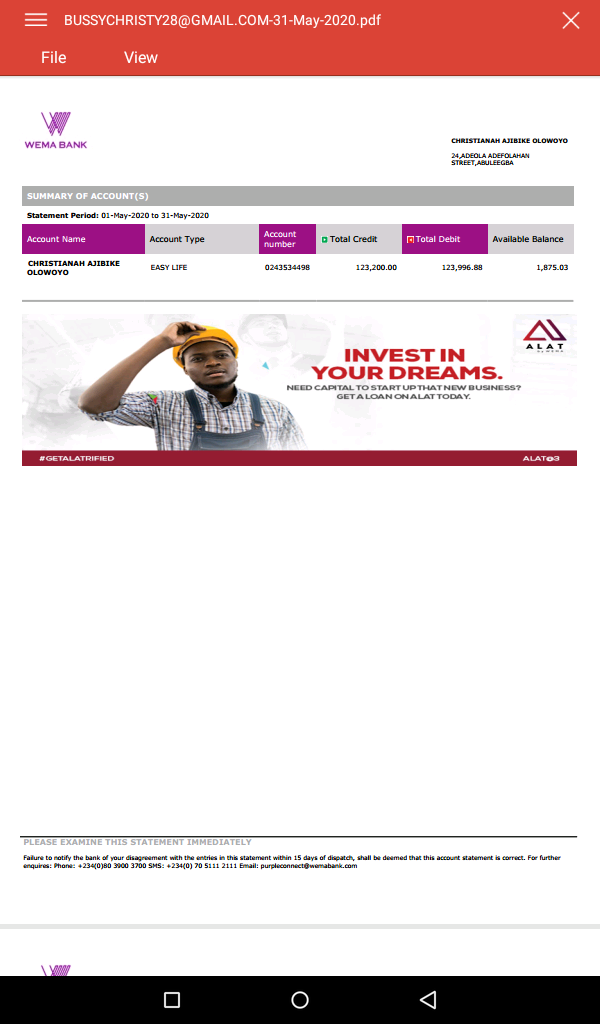 BUSSYCHRISTY28@GMAIL.COM-31-May-2020.pdf
File View
WEMA BANK
CHRISTIANAH AJIBIKE OLOWOYO
24,ADEOLA ADEFOLAHAN
STREET,ABULEEGBA
SUMMARY OF ACCOUNT(S)
Statement Period: 01-May-2020 to 31-May-2020
Account Name Account Type Account number Total Credit Total Debit Available Balance
CHRISTIANAH AJIBIKE OLOWOYO EASY LIFE 0243534498 123,200.00 123,996.88 1,875.03
ALAT
BY WEMA
INVEST IN
YOUR DREAMS.
NEED CAPITAL TO START UP THAT NEW BUSINESS?
GET A LOAN ON ALAT TODAY.
#GETALATRIFIED ALAT@3
PLEASE EXAMINE THIS STATEMENT IMMEDIATELY
Failure to notify the bank of your disagreement with the entries in this statement within 15 days of dispatch, shall be deemed that this account statement is correct. For further
enquires: Phone: +234(0)80 3900 3700 SMS: +234(0) 70 5111 2111 Email: purpleconnect@wemabank.com